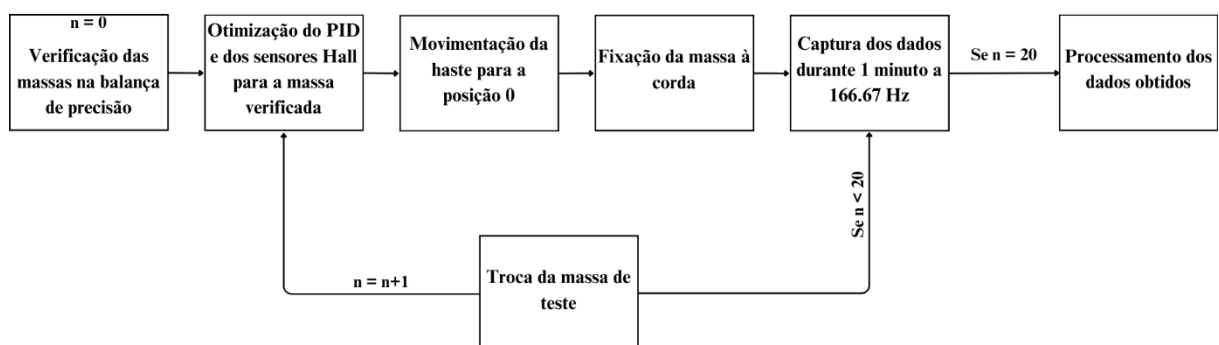 n = 0
Verificação das
massas na balança
de precisão
Otimização do PID
e dos sensores Hall
para a massa
verificada
Movimentação da
haste para a
posição 0
Fixação da massa à
corda
Captura dos dados
durante 1 minuto a
166.67 Hz
Se n = 20
Processamento dos
dados obtidos
Se n < 20
n = n+1
Troca da massa de
teste